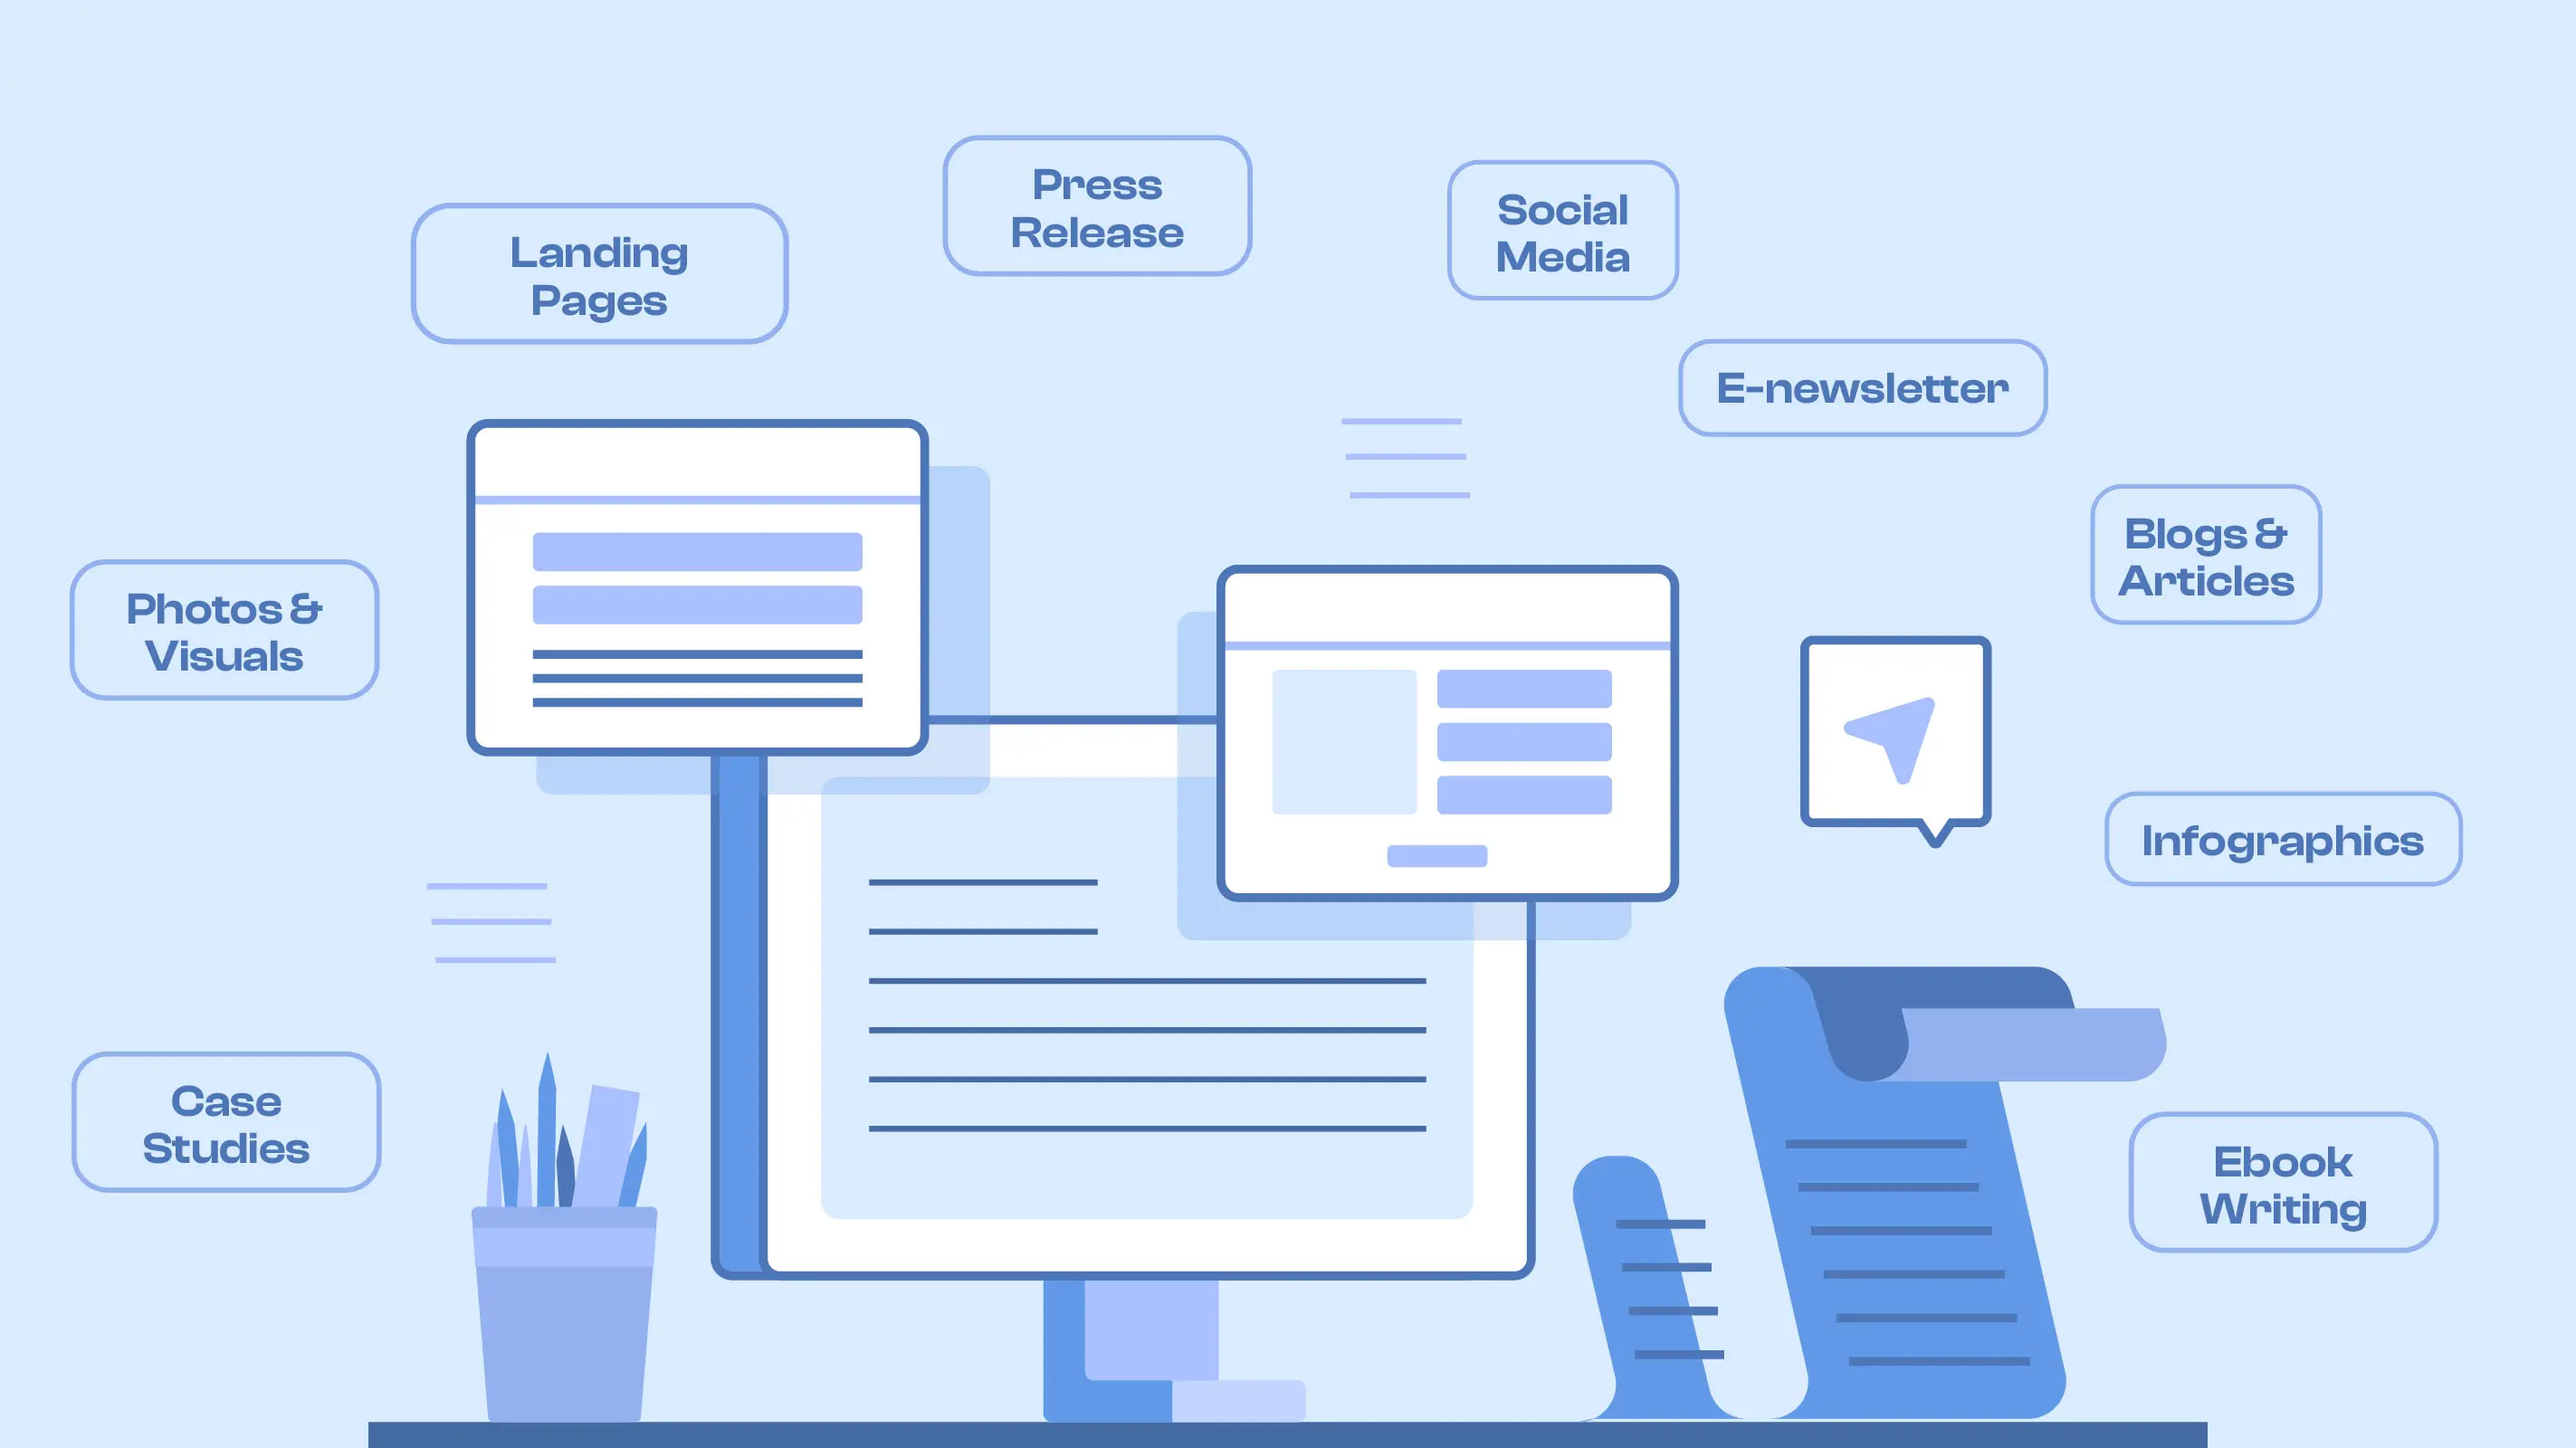 Press
Release
Social
Media
Landing
Pages
E-newsletter
Blogs &
Articles
Photos &
Visuals
Infographics
Case
Studies
Ebook
Writing